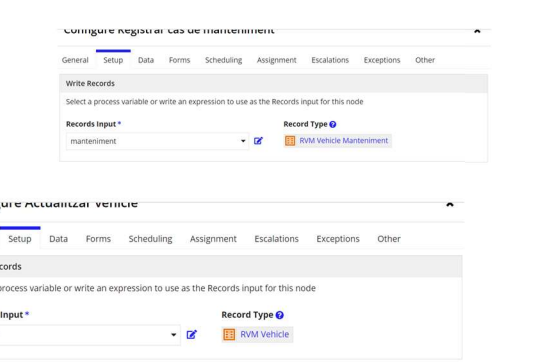 Configure Registrar cas de manteniment
General Setup Data Forms Scheduling Assignment Escalations Exceptions Other
Write Records
Select a process variable or write an expression to use as the Records input for this node
Records Input * Record Type
manteniment RVM Vehicle Manteniment
Actualitzar Vehicle
Setup Data Forms Scheduling Assignment Escalations Exceptions Other
process variable or write an expression to use as the Records input for this node
Input * Record Type
RVM Vehicle